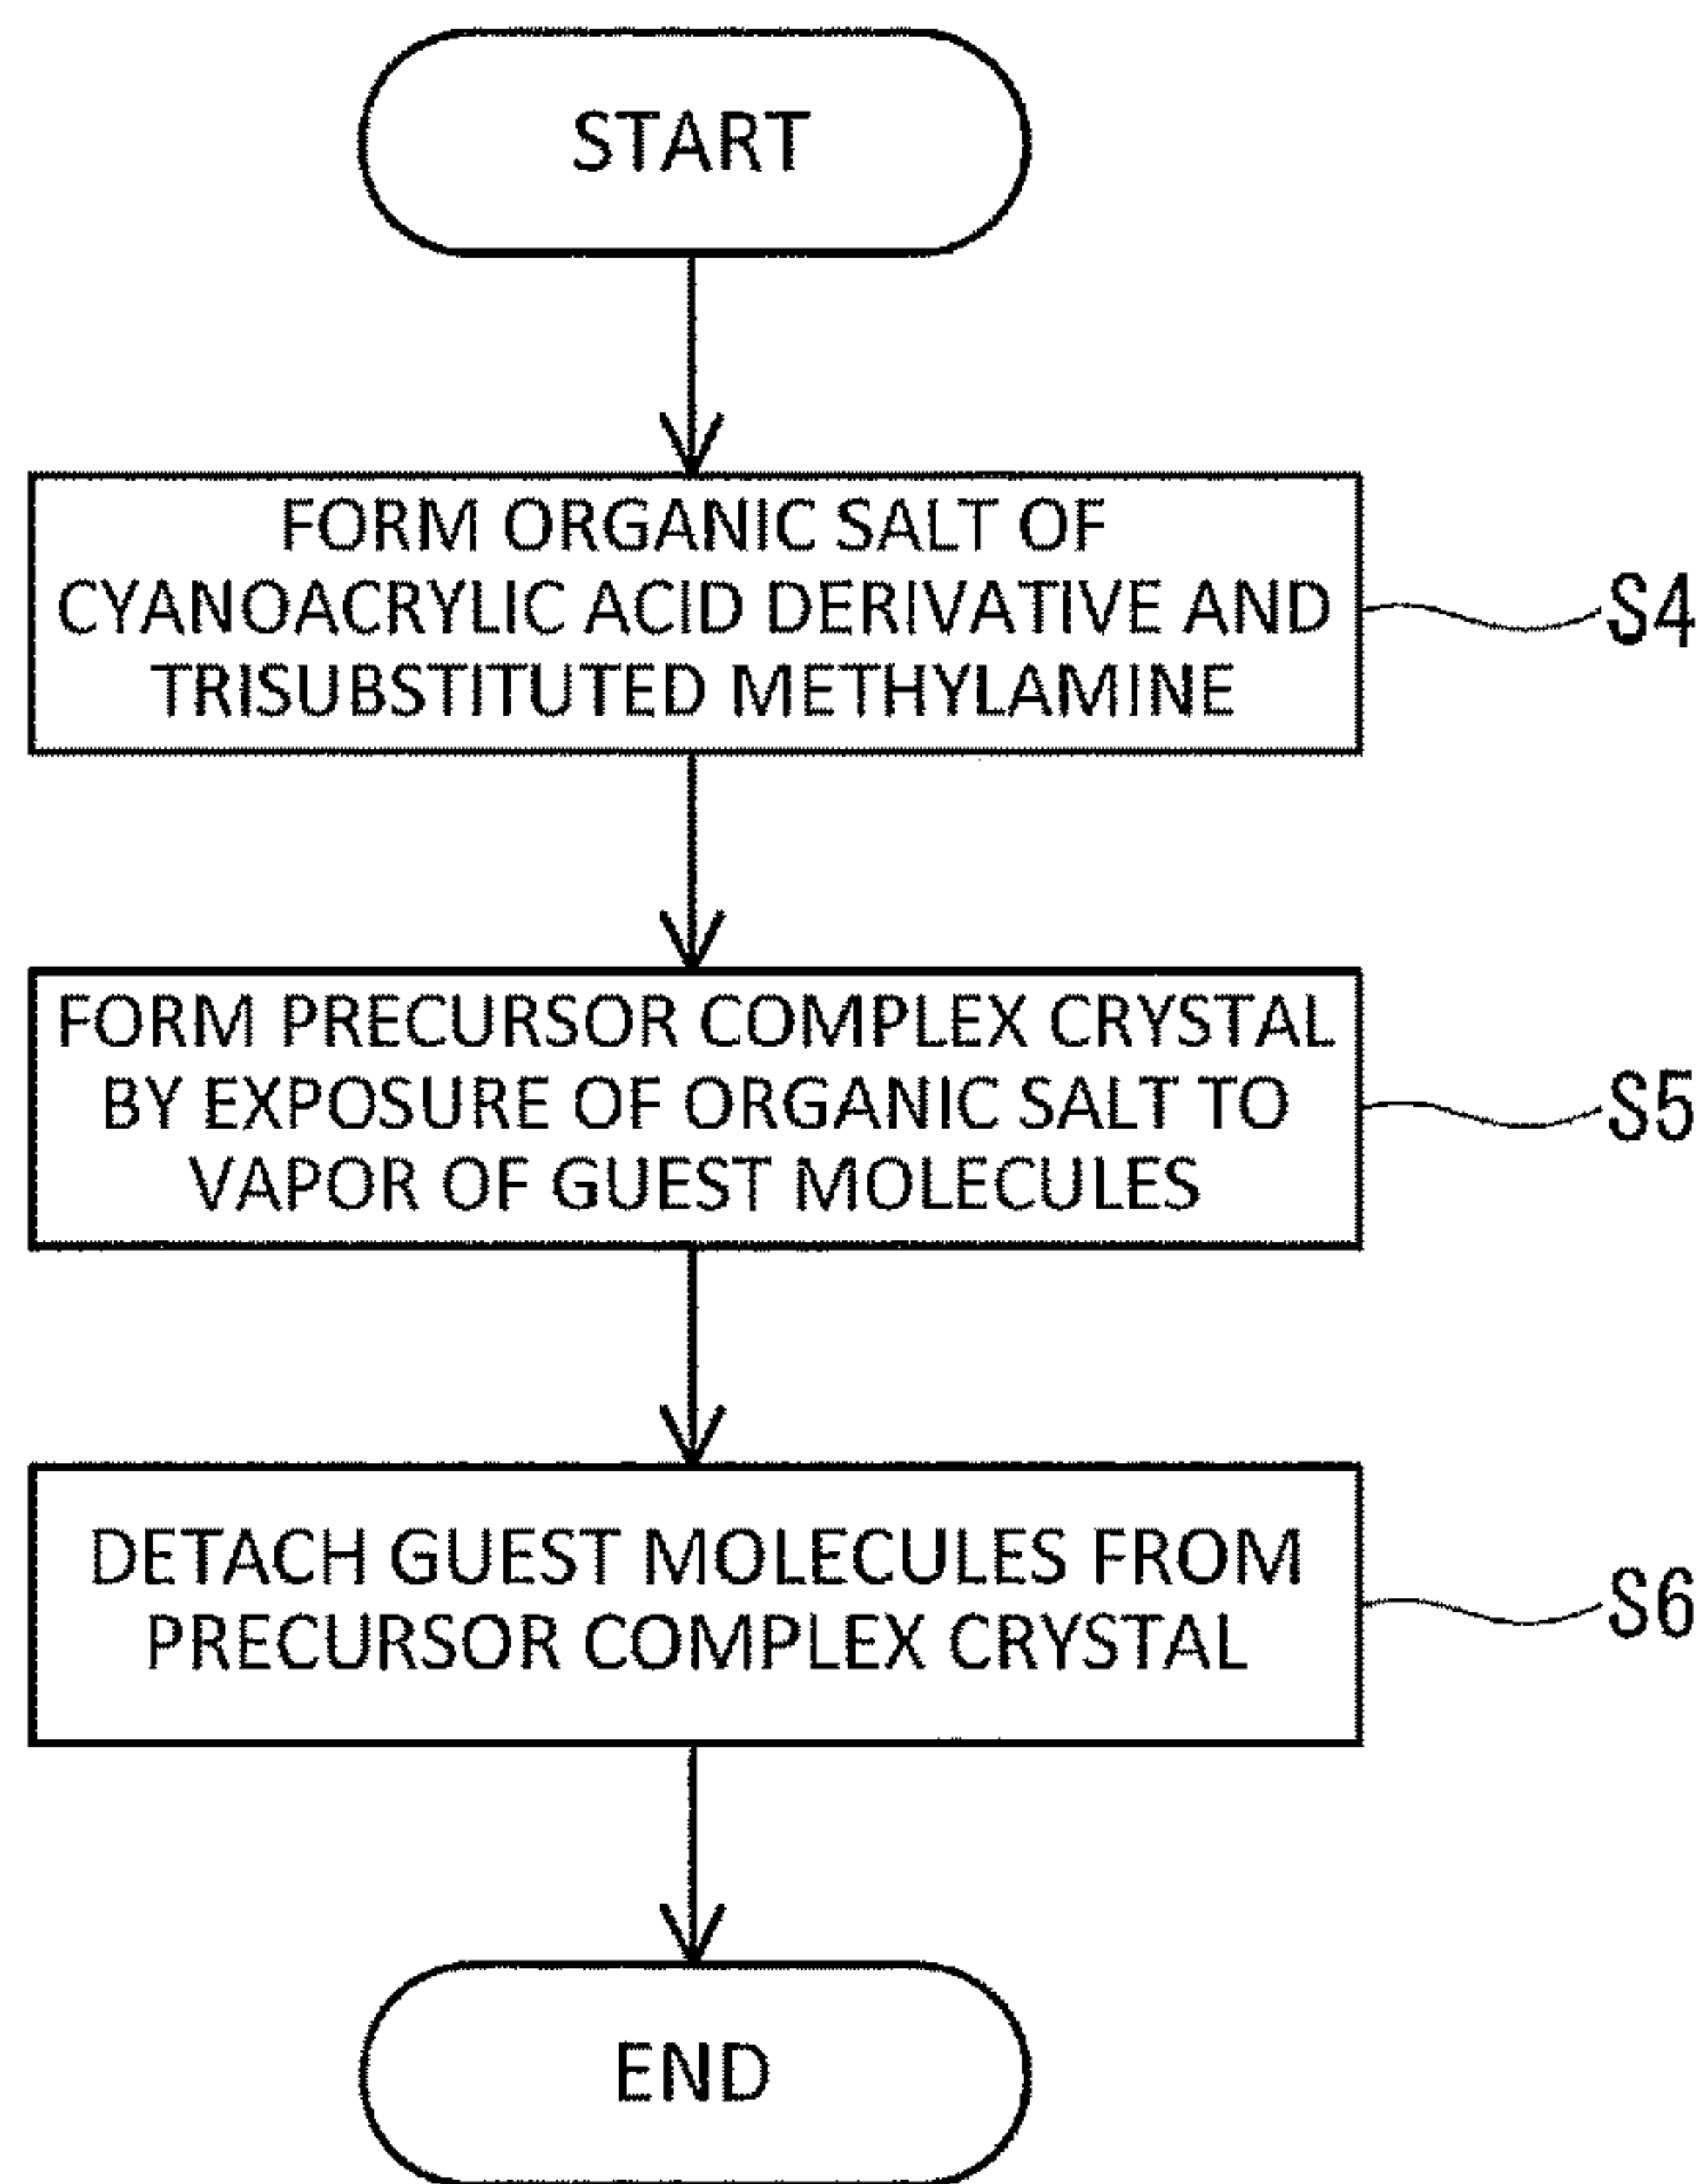 START
FORM ORGANIC SALT OF
CYANOACRYLIC ACID DERIVATIVE AND
TRISUBSTITUTED METHYLAMINE
S4
FORM PRECURSOR COMPLEX CRYSTAL
BY EXPOSURE OF ORGANIC SALT TO
VAPOR OF GUEST MOLECULES
S5
DETACH GUEST MOLECULES FROM
PRECURSOR COMPLEX CRYSTAL
S6
END